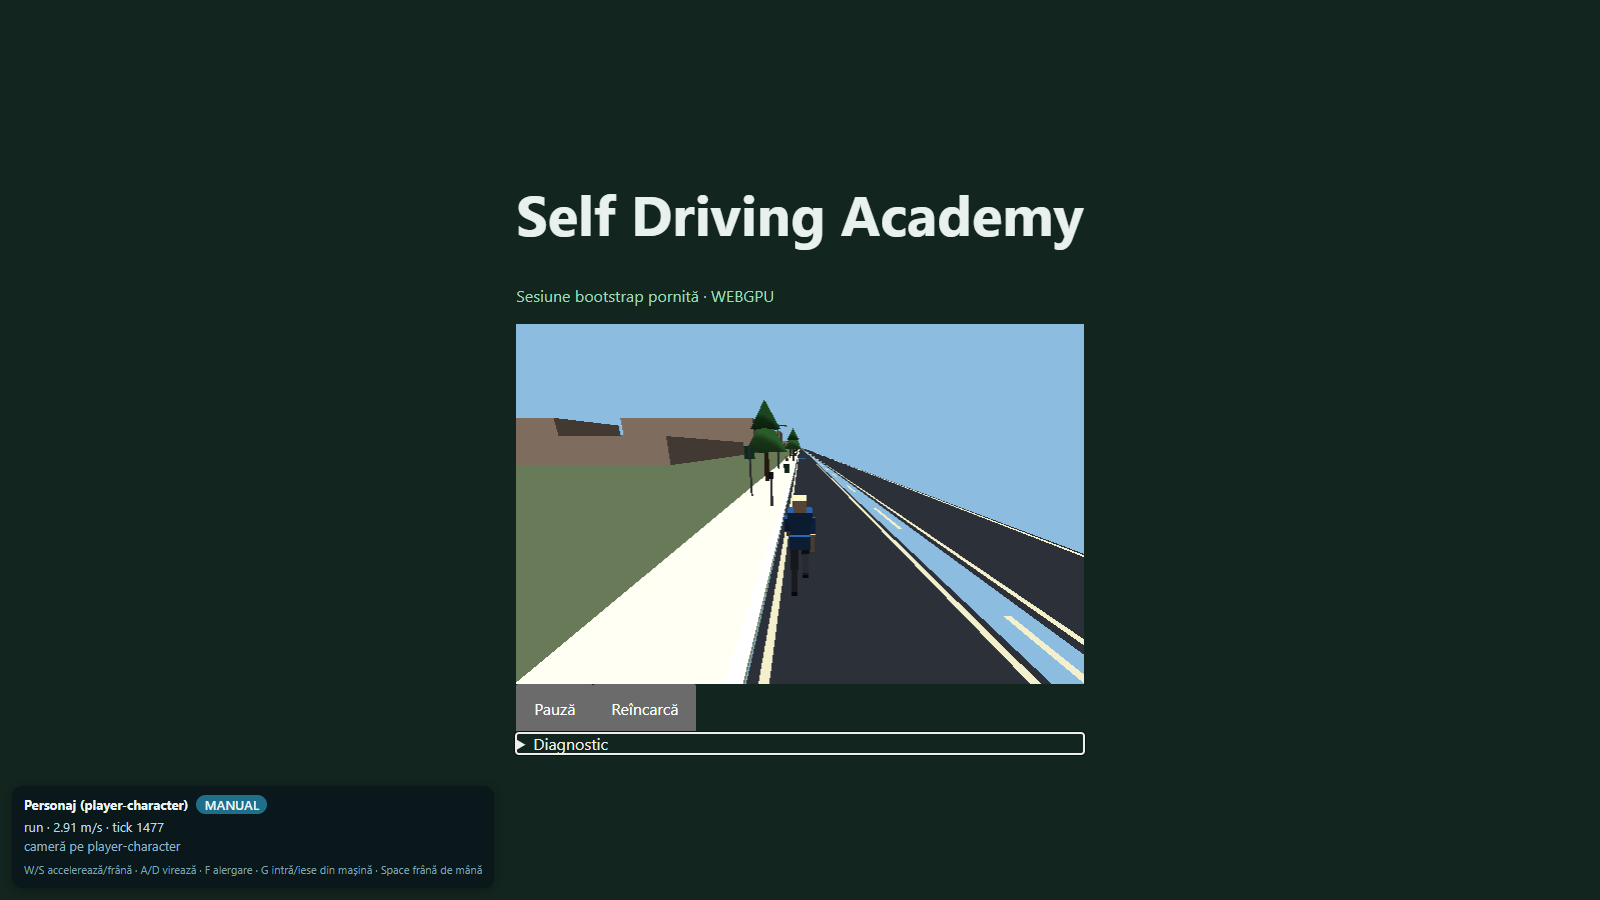 Self Driving Academy
Sesiune bootstrap pornită · WEBGPU
Pauză Reîncarcă
▶ Diagnostic
Personaj (player-character) MANUAL
run · 2.91 m/s · tick 1477
cameră pe player-character
W/S accelerează/frână · A/D virează · F alergare · G intră/iese din mașină · Space frână de mână